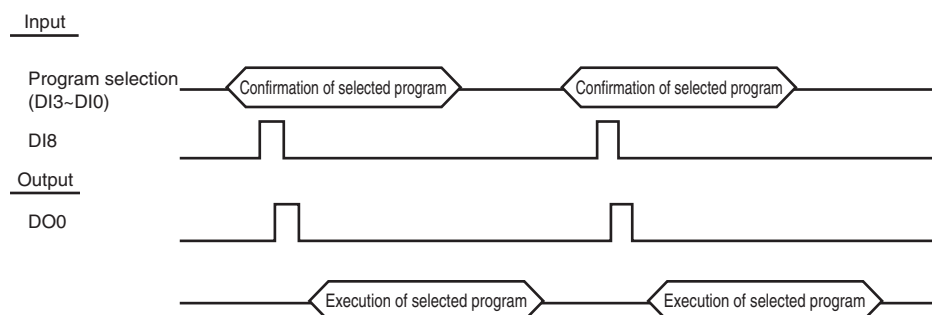 Input
Program selection
(DI3~DI0)
Confirmation of selected program
Confirmation of selected program
DI8
Output
DO0
Execution of selected program
Execution of selected program